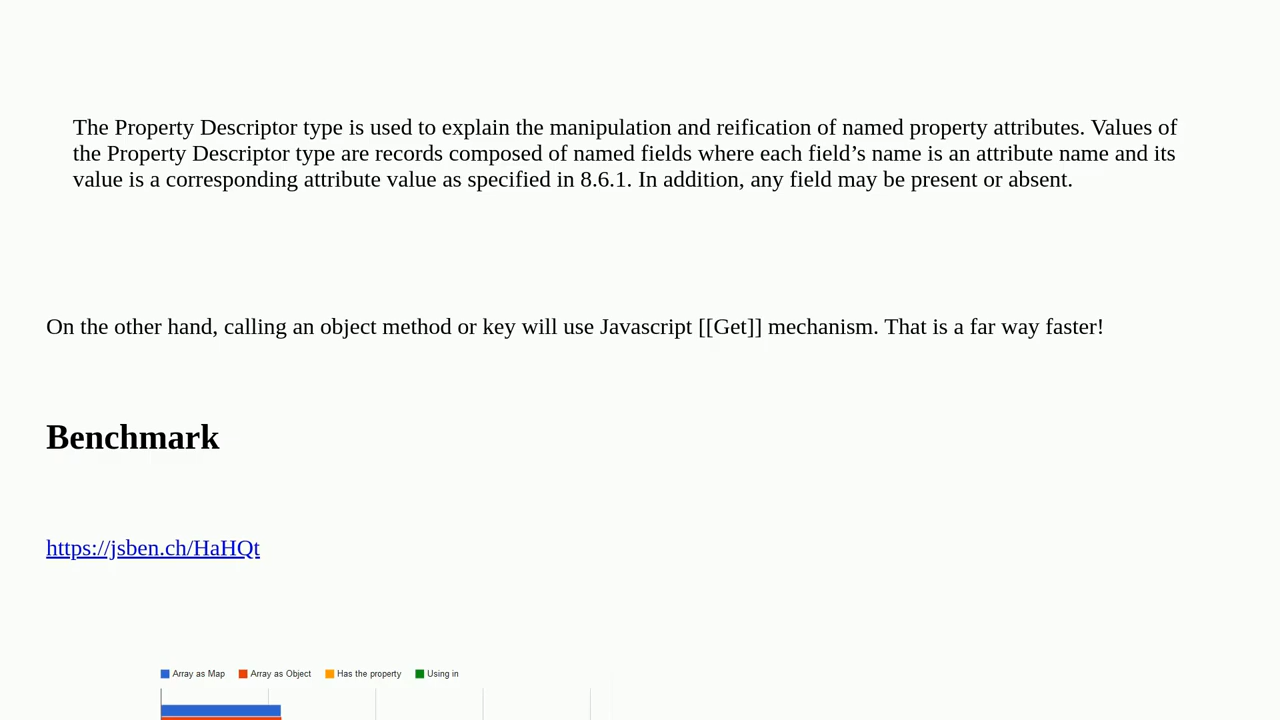 The Property Descriptor type is used to explain the manipulation and reification of named property attributes. Values of
the Property Descriptor type are records composed of named fields where each field’s name is an attribute name and its
value is a corresponding attribute value as specified in 8.6.1. In addition, any field may be present or absent.
On the other hand, calling an object method or key will use Javascript [[Get]] mechanism. That is a far way faster!
Benchmark
https://jsben.ch/HaHQt
Array as Map Array as Object Has the property Using in